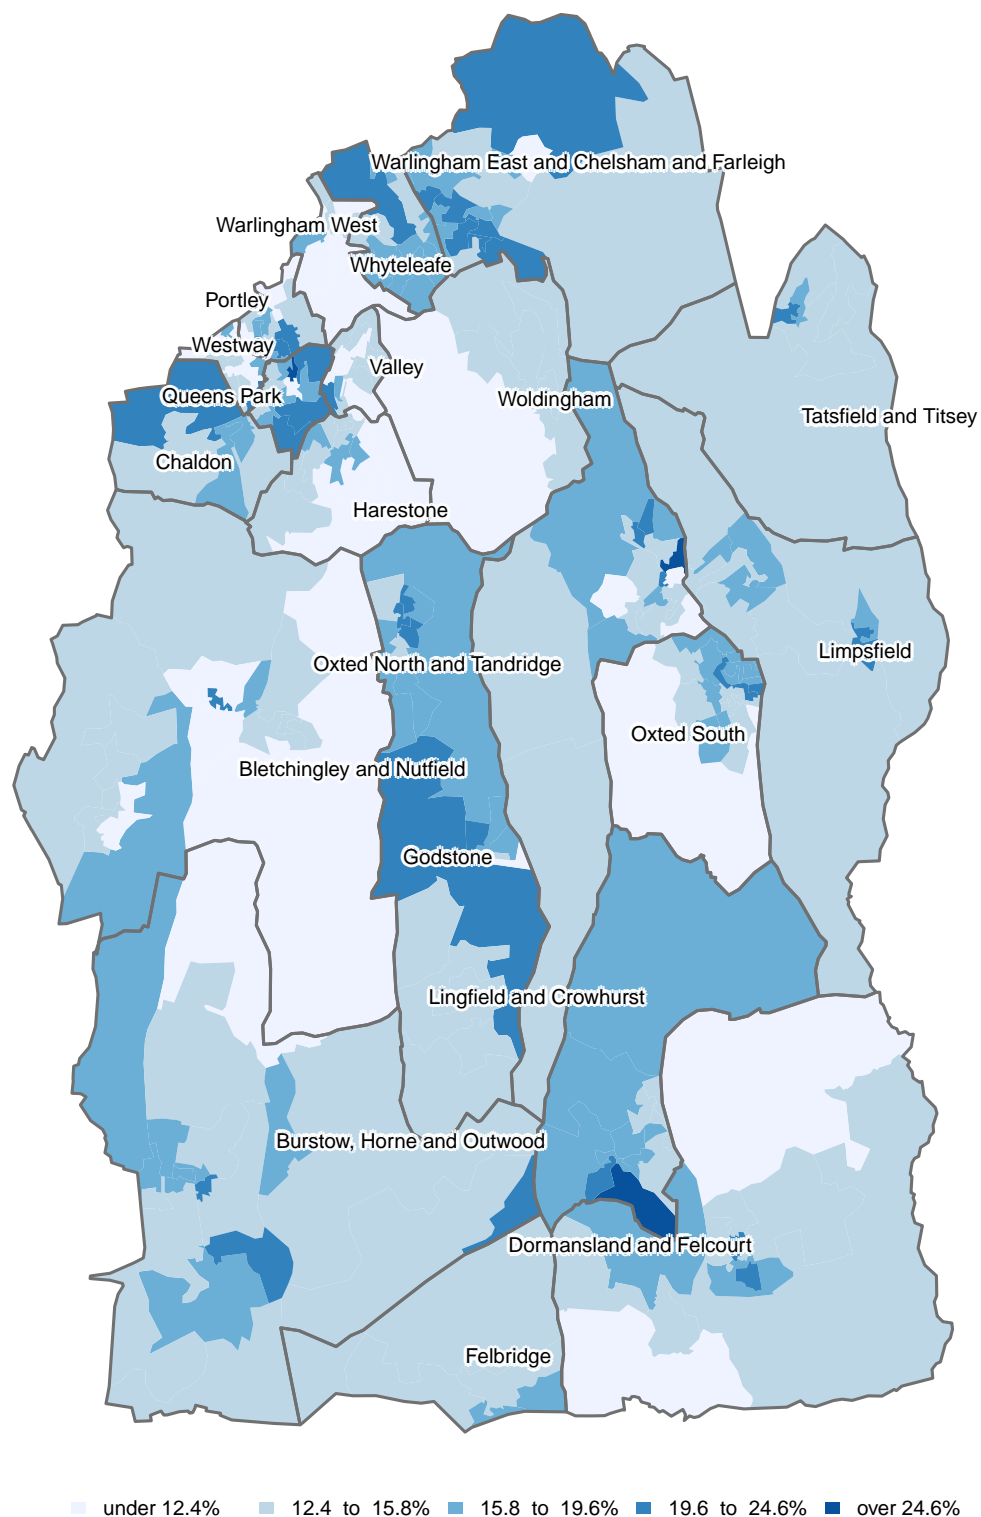 Warlingham East and Chelsham and Farleigh
Warlingham West
Whyteleafe
Portley
Westway
Valley
Queens Park
Woldingham
Tatsfield and Titsey
Chaldon
Harestone
Limpsfield
Oxted North and Tandridge
Oxted South
Bletchingley and Nutfield
Godstone
Lingfield and Crowhurst
Burstow, Horne and Outwood
Dormansland and Felcourt
Felbridge
under 12.4% 12.4 to 15.8% 15.8 to 19.6% 19.6 to 24.6% over 24.6%